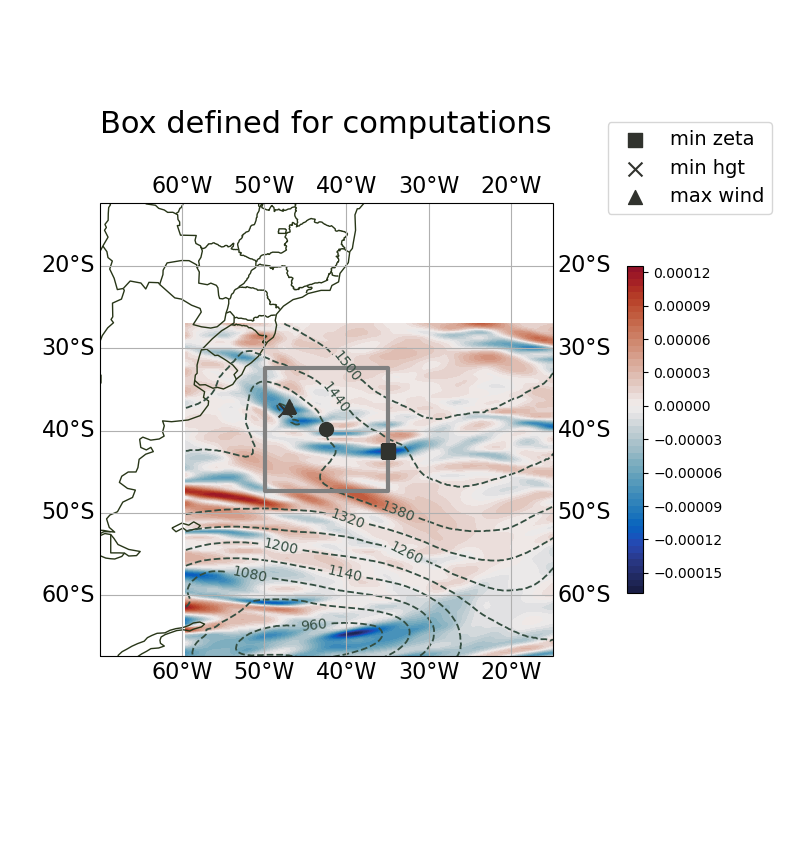 Box defined for computations
min zeta
min hgt
max wind
60°W 50°W 40°W 30°W 20°W
20°S 20°S
30°S 30°S
40°S 40°S
50°S 50°S
60°S 60°S
60°W 50°W 40°W 30°W 20°W
1500
1440
1380
1320
1260
1200
1140
1080
960
0.00012
0.00009
0.00006
0.00003
0.00000
−0.00003
−0.00006
−0.00009
−0.00012
−0.00015